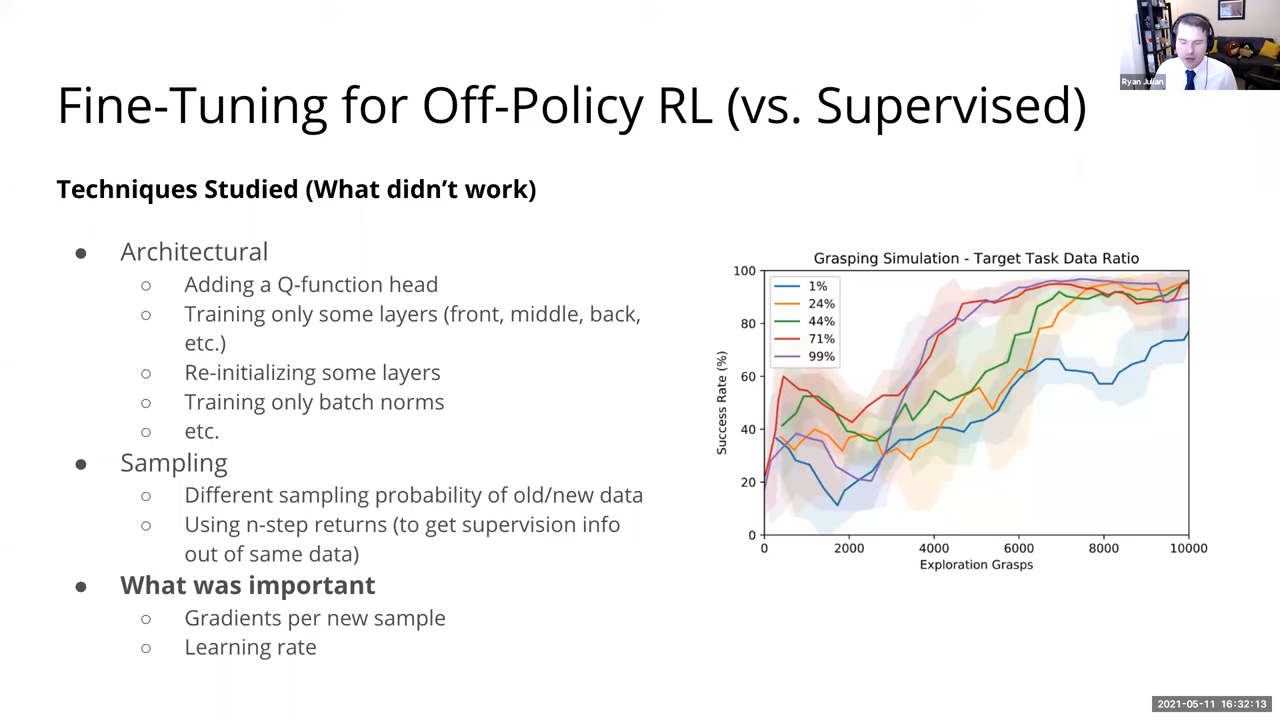 Ryan Julian
Fine-Tuning for Off-Policy RL (vs. Supervised)
Techniques Studied (What didn't work)
● Architectural
○ Adding a Q-function head
○ Training only some layers (front, middle, back,
etc.)
○ Re-initializing some layers
○ Training only batch norms
○ etc.
● Sampling
○ Different sampling probability of old/new data
○ Using n-step returns (to get supervision info
out of same data)
● What was important
○ Gradients per new sample
○ Learning rate
Grasping Simulation - Target Task Data Ratio
100
80
60
40
20
0
Success Rate (%)
1%
24%
44%
71%
99%
0 2000 4000 6000 8000 10000
Exploration Grasps
2021-05-11 16:32:13